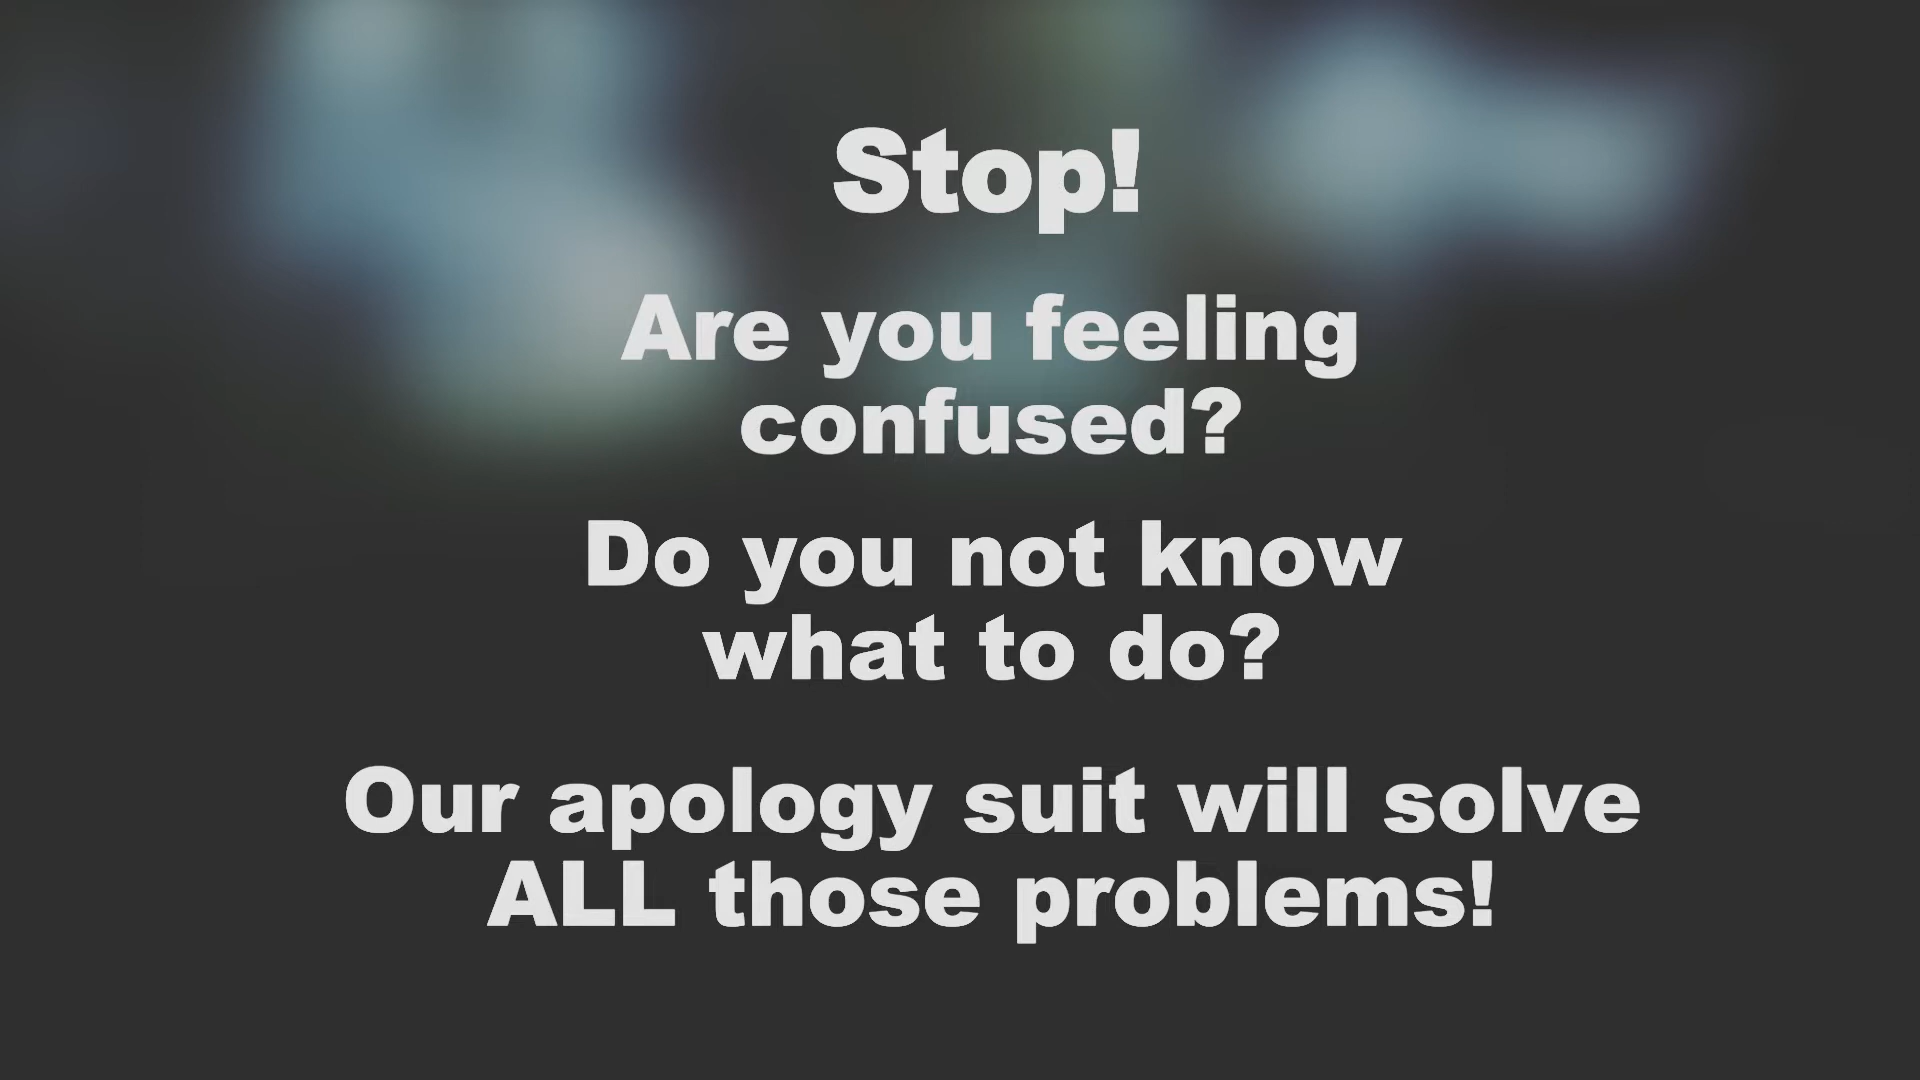 Stop!
Are you feeling
confused?
Do you not know
what to do?
Our apology suit will solve
ALL those problems!